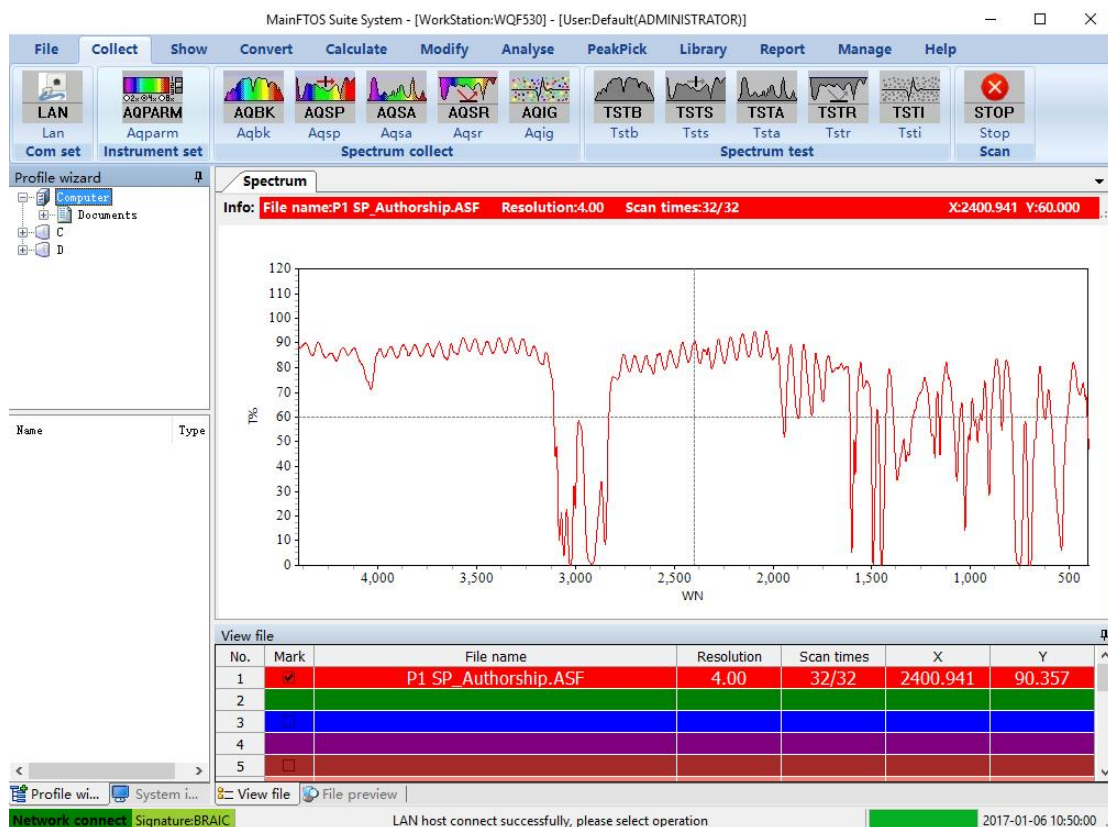 MainFTOS Suite System - [WorkStation:WQF530] - [User:Default(ADMINISTRATOR)]
File Collect Show Convert Calculate Modify Analyse PeakPick Library Report Manage Help
LAN AQPARM AQBK AQSP AQSA AQSR AQIG TSTB TSTS TSTA TSTR TSTI STOP
Lan Aqparm Aqbk Aqsp Aqsa Aqsr Aqig Tstb Tsts Tsta Tstr Tsti Stop
Com set Instrument set Spectrum collect Spectrum test Scan
Profile wizard
Computer
Documents
C
D
Name Type
Spectrum
Info: File name:P1 SP_Authorship.ASF Resolution:4.00 Scan times:32/32 X:2400.941 Y:60.000
120
110
100
90
80
70
60
50
40
30
20
10
0
T%
4,000 3,500 3,000 2,500 2,000 1,500 1,000 500
WN
View file
No. Mark File name Resolution Scan times X Y
1 P1 SP_Authorship.ASF 4.00 32/32 2400.941 90.357
2
3
4
5
Profile wi... System i... View file File preview
Network connect Signature:BRAIC LAN host connect successfully, please select operation 2017-01-06 10:50:00